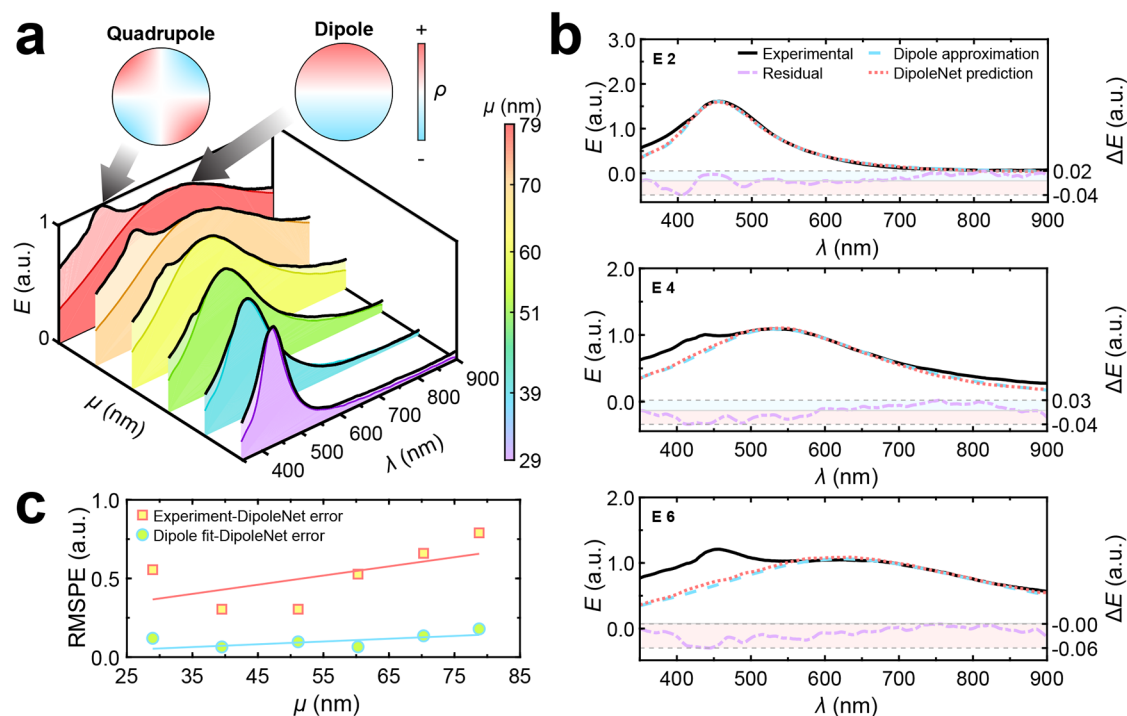 a
Quadrupole
Dipole
+
ρ
-
μ (nm)
79
70
60
51
39
29
1
E (a.u.)
0
μ (nm)
400
500
600
700
800
900
λ (nm)
b
3.0
2.0
1.0
0.0
E (a.u.)
E 2
Experimental
Residual
Dipole approximation
DipoleNet prediction
0.02
-0.04
ΔE (a.u.)
400 500 600 700 800 900
λ (nm)
2.0
1.0
0.0
E (a.u.)
E 4
0.03
-0.04
ΔE (a.u.)
400 500 600 700 800 900
λ (nm)
2.0
1.0
0.0
E (a.u.)
E 6
-0.00
-0.06
ΔE (a.u.)
400 500 600 700 800 900
λ (nm)
c
1.0
0.5
0.0
RMSPE (a.u.)
Experiment-DipoleNet error
Dipole fit-DipoleNet error
25 35 45 55 65 75 85
μ (nm)